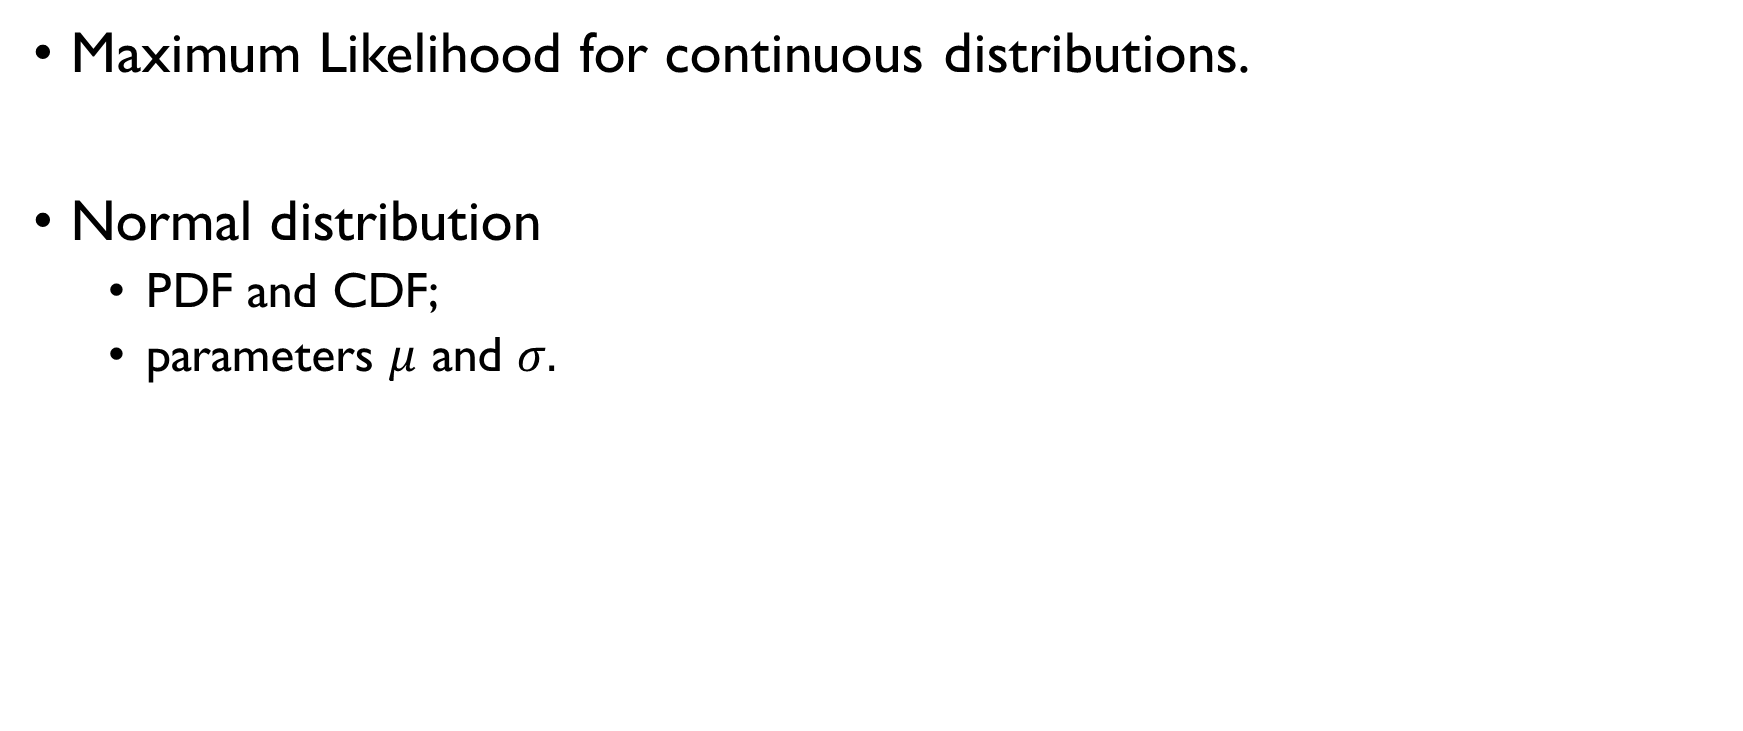 • Maximum Likelihood for continuous distributions.
• Normal distribution
• PDF and CDF;
• parameters μ and σ.